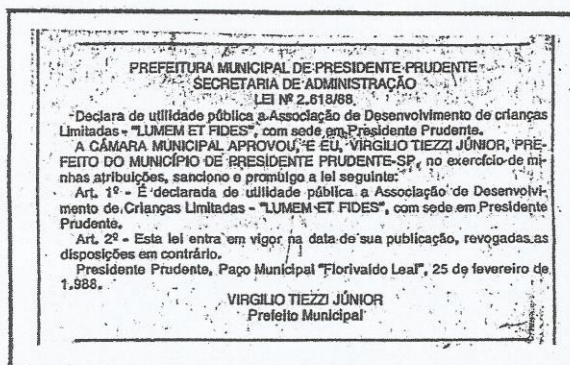 PREFEITURA MUNICIPAL DE PRESIDENTE PRUDENTE
SECRETARIA DE ADMINISTRAÇÃO
LEI Nº 2.618/88
Declara de utilidade pública a Associação de Desenvolvimento de crianças
Limitadas - "LUMEM ET FIDES", com sede em Presidente Prudente.
A CÂMARA MUNICIPAL APROVOU, E EU, VIRGILIO TIEZZI JÚNIOR, PRE-
FEITO DO MUNICÍPIO DE PRESIDENTE PRUDENTE-SP, no exercício de mi-
nhas atribuições, sanciono e promulgo a lei seguinte:
Art. 1º - É declarada de utilidade pública a Associação de Desenvolvi-
mento de Crianças Limitadas - "LUMEM ET FIDES", com sede em Presidente
Prudente.
Art. 2º - Esta lei entra em vigor na data de sua publicação, revogadas as
disposições em contrário.
Presidente Prudente, Paço Municipal "Florivaldo Leal", 25 de fevereiro de
1.988.
VIRGILIO TIEZZI JÚNIOR
Prefeito Municipal